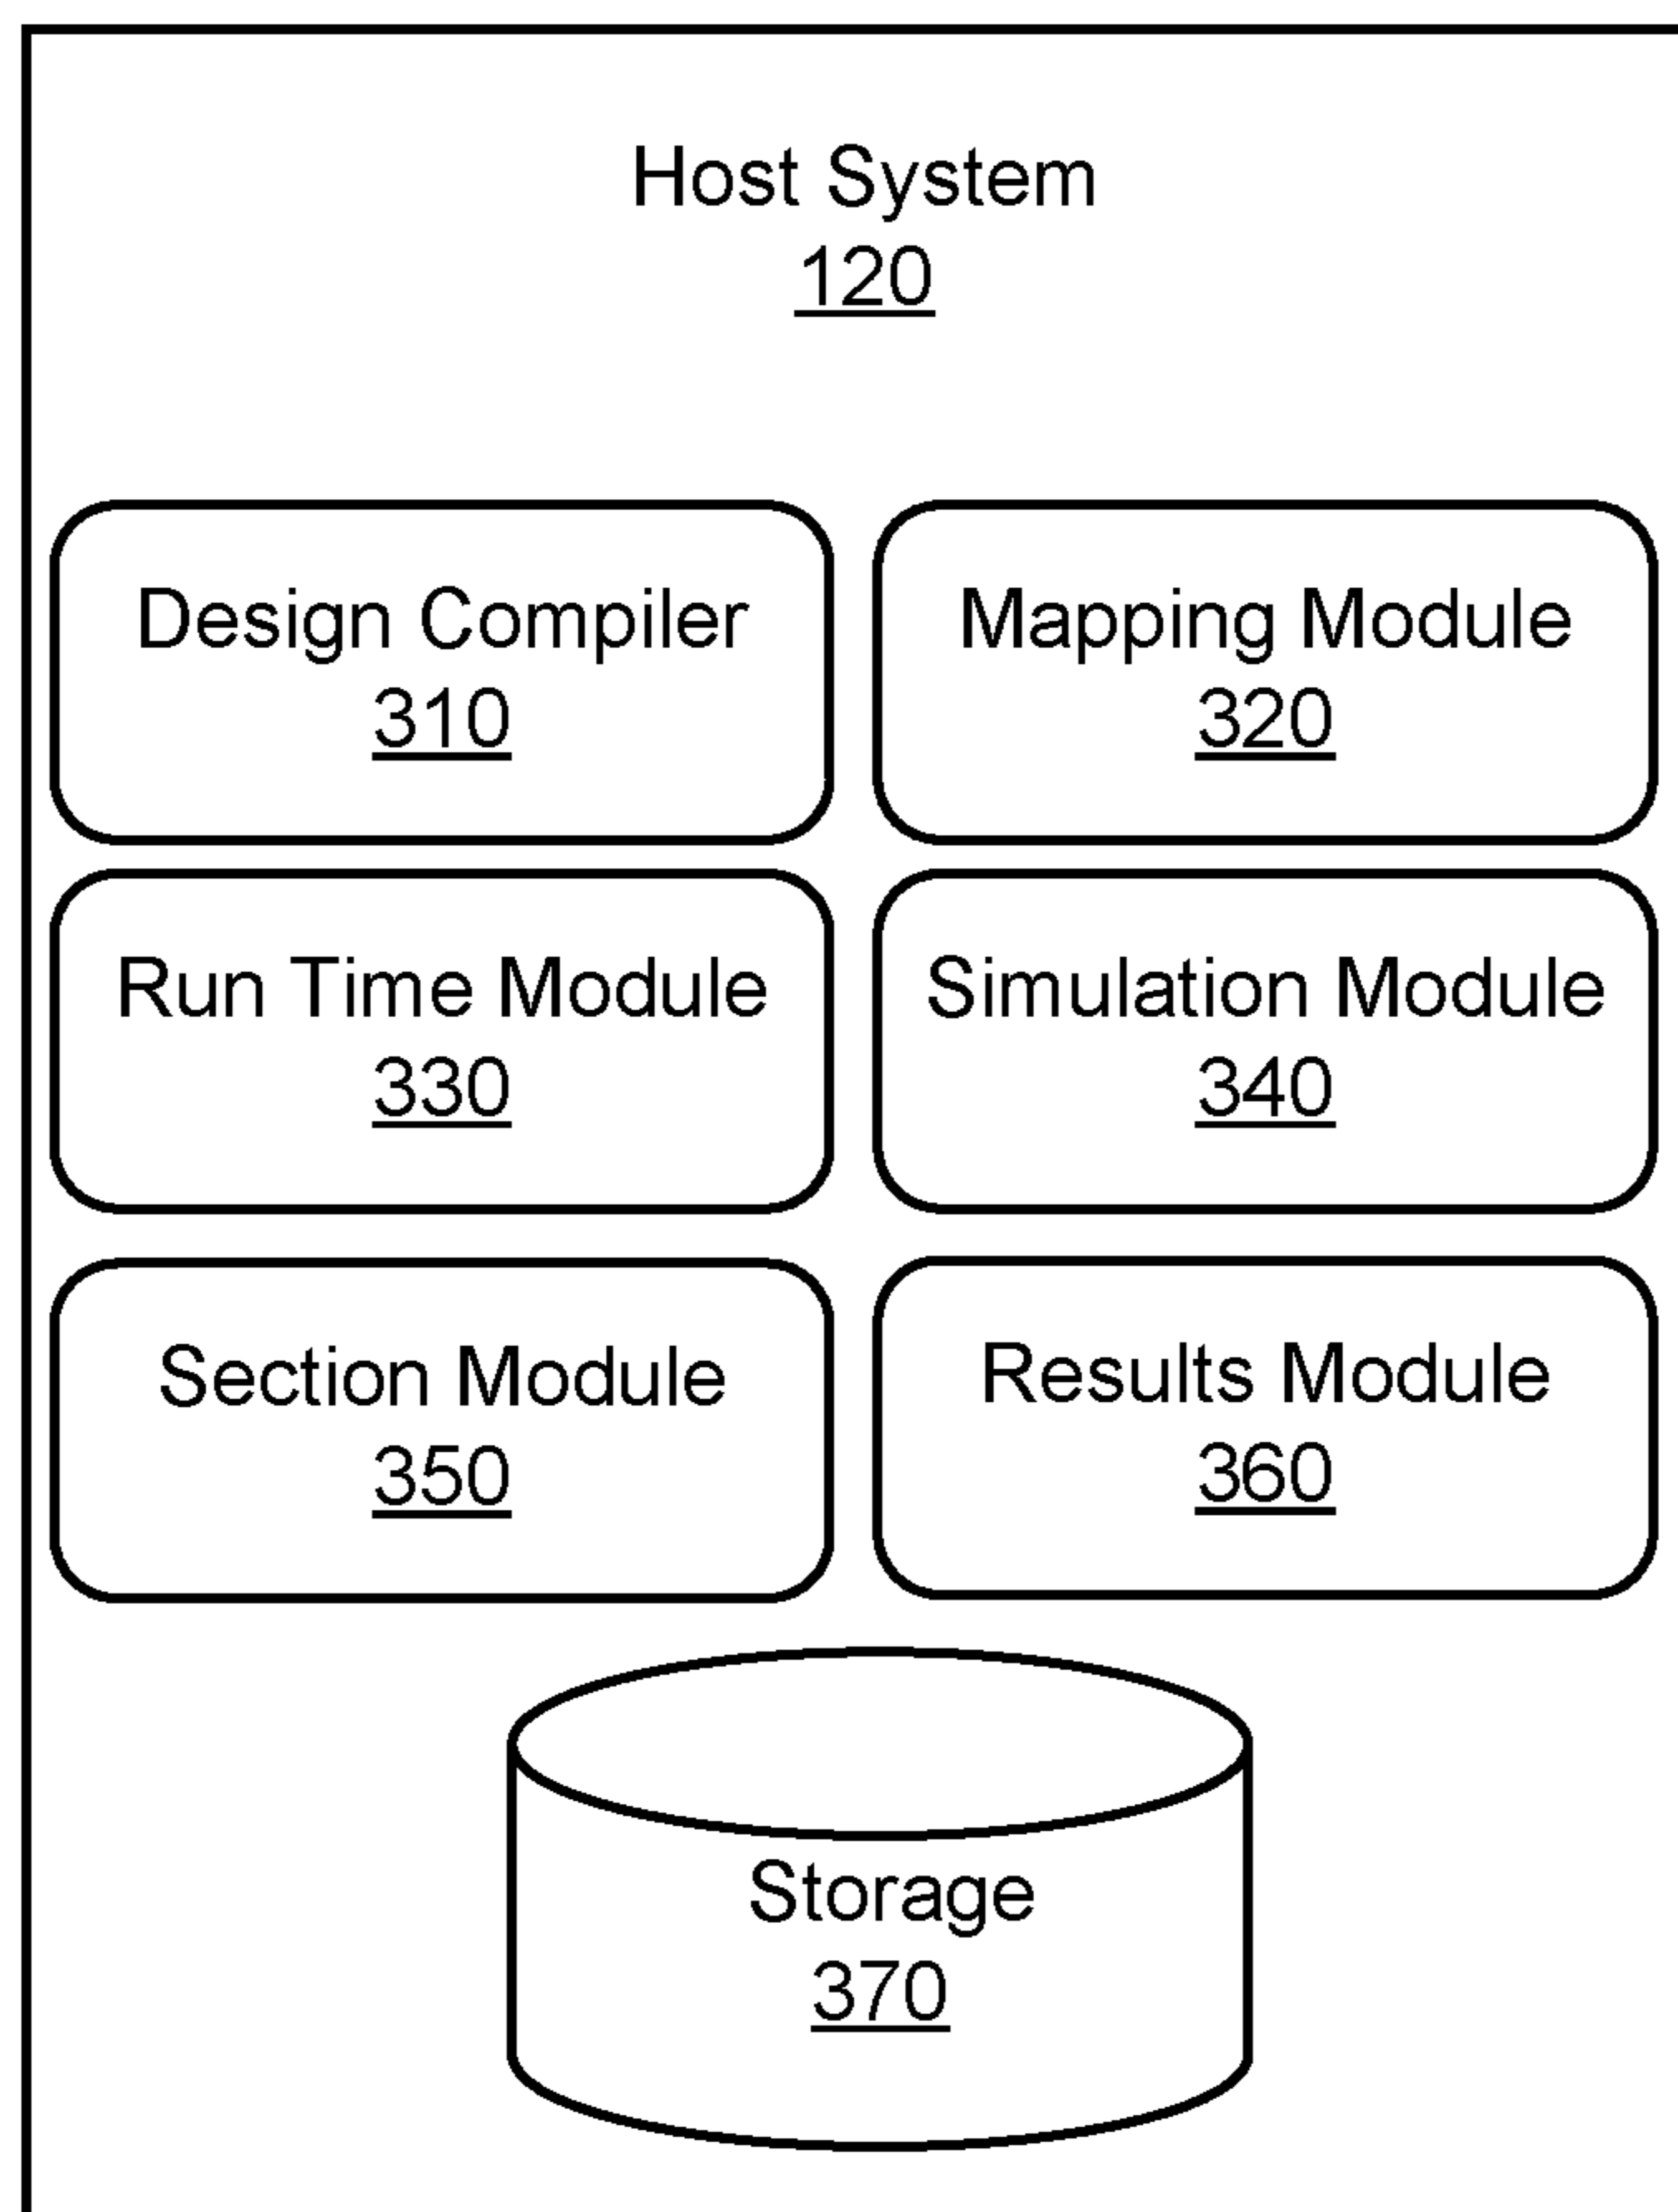 Host System
120
Design Compiler
310
Mapping Module
320
Run Time Module
330
Simulation Module
340
Section Module
350
Results Module
360
Storage
370